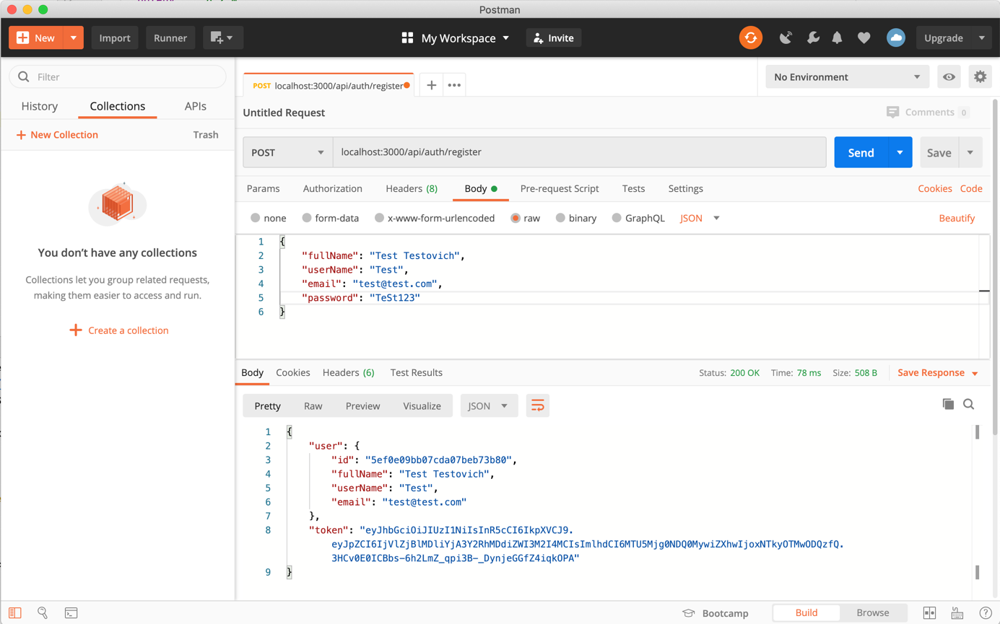 Postman
New
Import
Runner
My Workspace
Invite
Upgrade
Filter
History
Collections
APIs
New Collection
Trash
You don’t have any collections
Collections let you group related requests,
making them easier to access and run.
Create a collection
POST localhost:3000/api/auth/register
No Environment
Untitled Request
Comments 0
POST
localhost:3000/api/auth/register
Send
Save
Params
Authorization
Headers (8)
Body
Pre-request Script
Tests
Settings
Cookies
Code
none
form-data
x-www-form-urlencoded
raw
binary
GraphQL
JSON
Beautify
1 {
2 "fullName": "Test Testovich",
3 "userName": "Test",
4 "email": "test@test.com",
5 "password": "TeSt123"
6 }
Body
Cookies
Headers (6)
Test Results
Status: 200 OK
Time: 78 ms
Size: 508 B
Save Response
Pretty
Raw
Preview
Visualize
JSON
1 {
2 "user": {
3 "id": "5ef0e09bb07cda07beb73b80",
4 "fullName": "Test Testovich",
5 "userName": "Test",
6 "email": "test@test.com"
7 },
8 "token": "eyJhbGciOiJIUzI1NiIsInR5cCI6IkpXVCJ9.
eyJpZCI6IjVlZjBlMDliYjA3Y2RhMDdiZWI3M2I4MCIsImlhdCI6MTU5Mjg0NDQ0MywiZXhwIjoxNTkyOTMwODQzfQ.
3HCv0E0ICBbs-6h2LmZ_qpi3B-_DynjeGGfZ4iqkOPA"
9 }
Bootcamp
Build
Browse